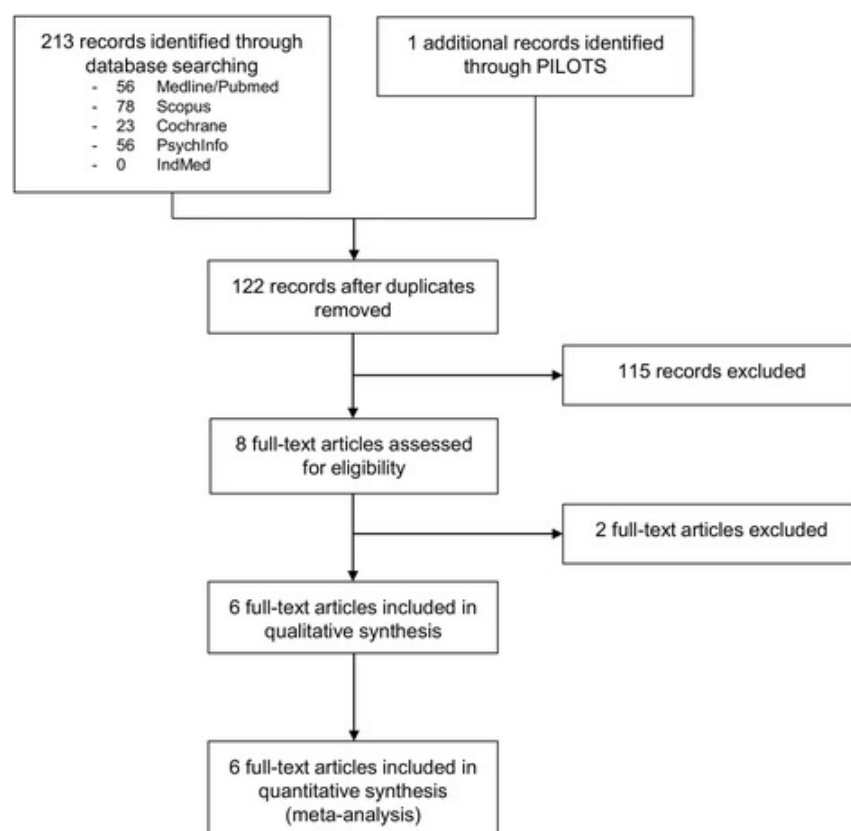 213 records identified through
database searching
- 56 Medline/Pubmed
- 78 Scopus
- 23 Cochrane
- 56 PsychInfo
- 0 IndMed
1 additional records identified
through PILOTS
122 records after duplicates
removed
115 records excluded
8 full-text articles assessed
for eligibility
2 full-text articles excluded
6 full-text articles included in
qualitative synthesis
6 full-text articles included in
quantitative synthesis
(meta-analysis)